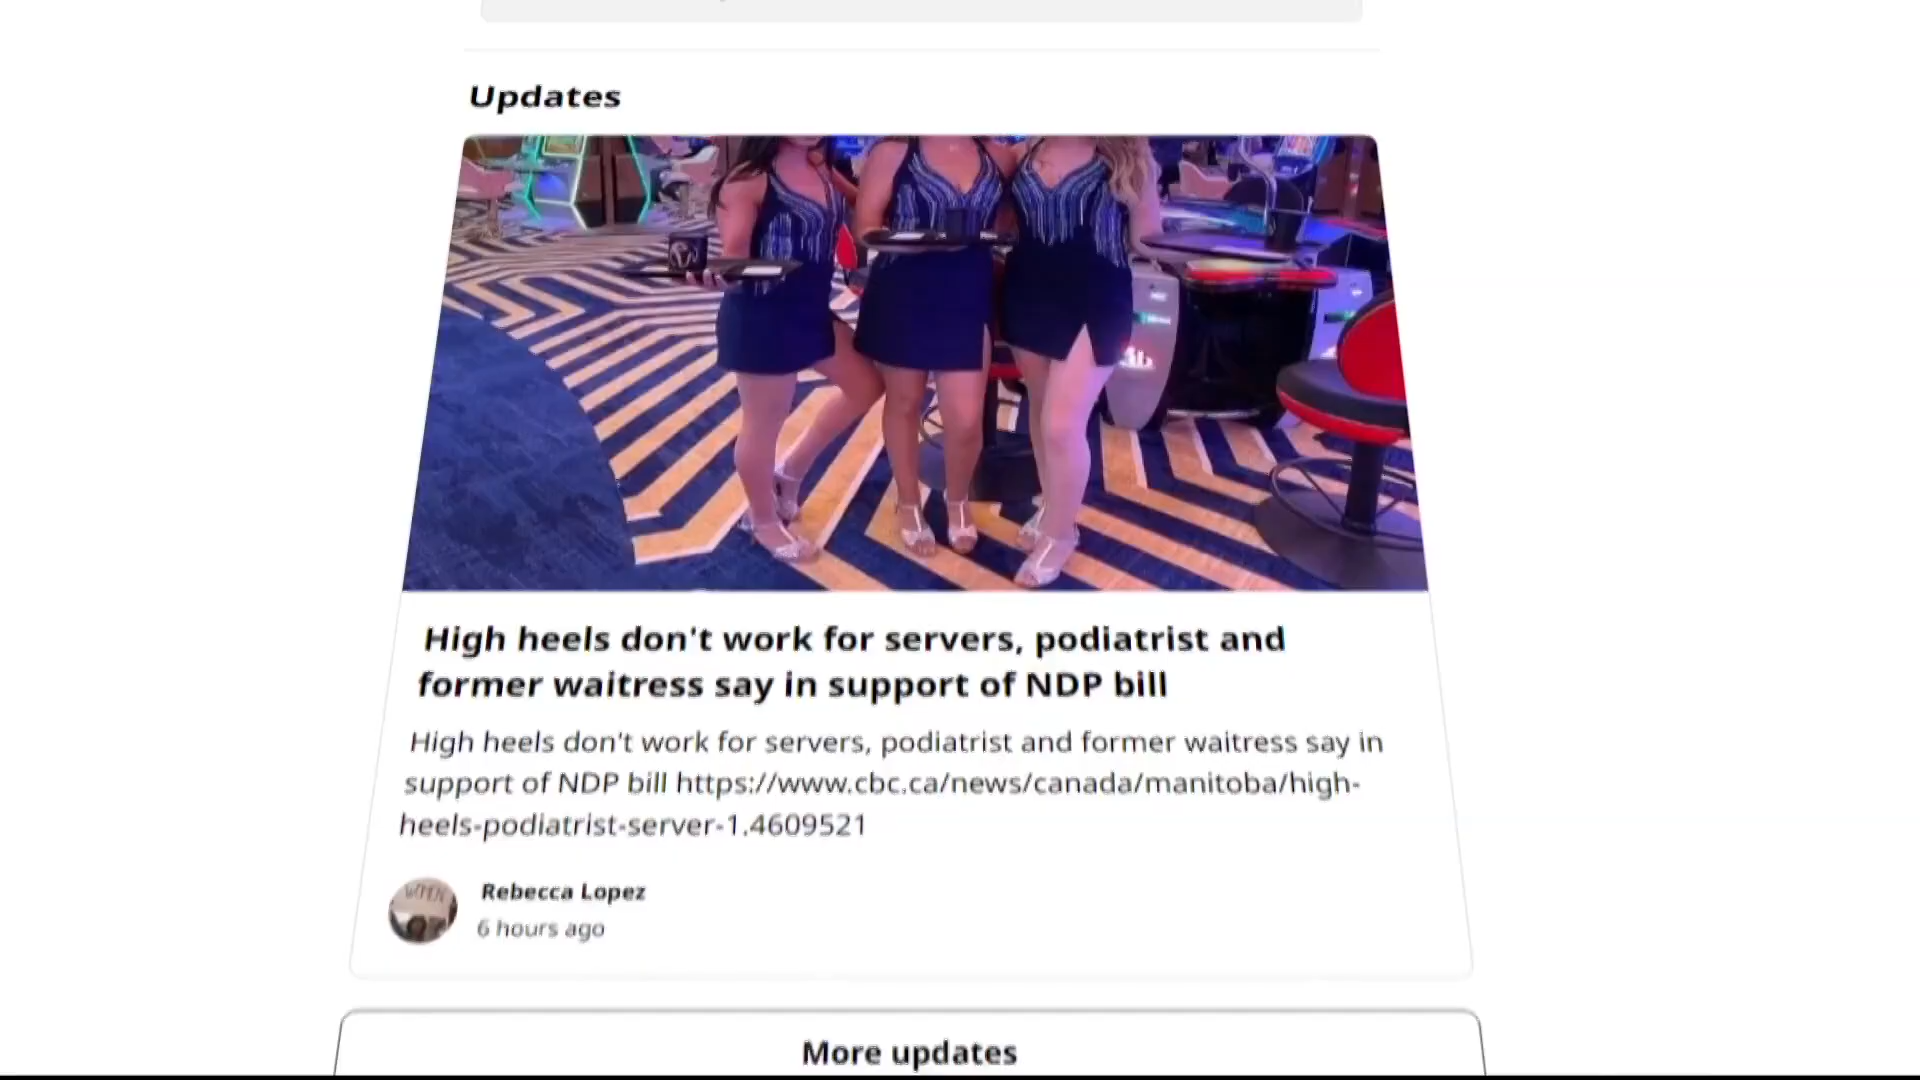 Updates
High heels don't work for servers, podiatrist and
former waitress say in support of NDP bill
High heels don't work for servers, podiatrist and former waitress say in
support of NDP bill https://www.cbc.ca/news/canada/manitoba/high-
heels-podiatrist-server-1.4609521
Rebecca Lopez
6 hours ago
More updates